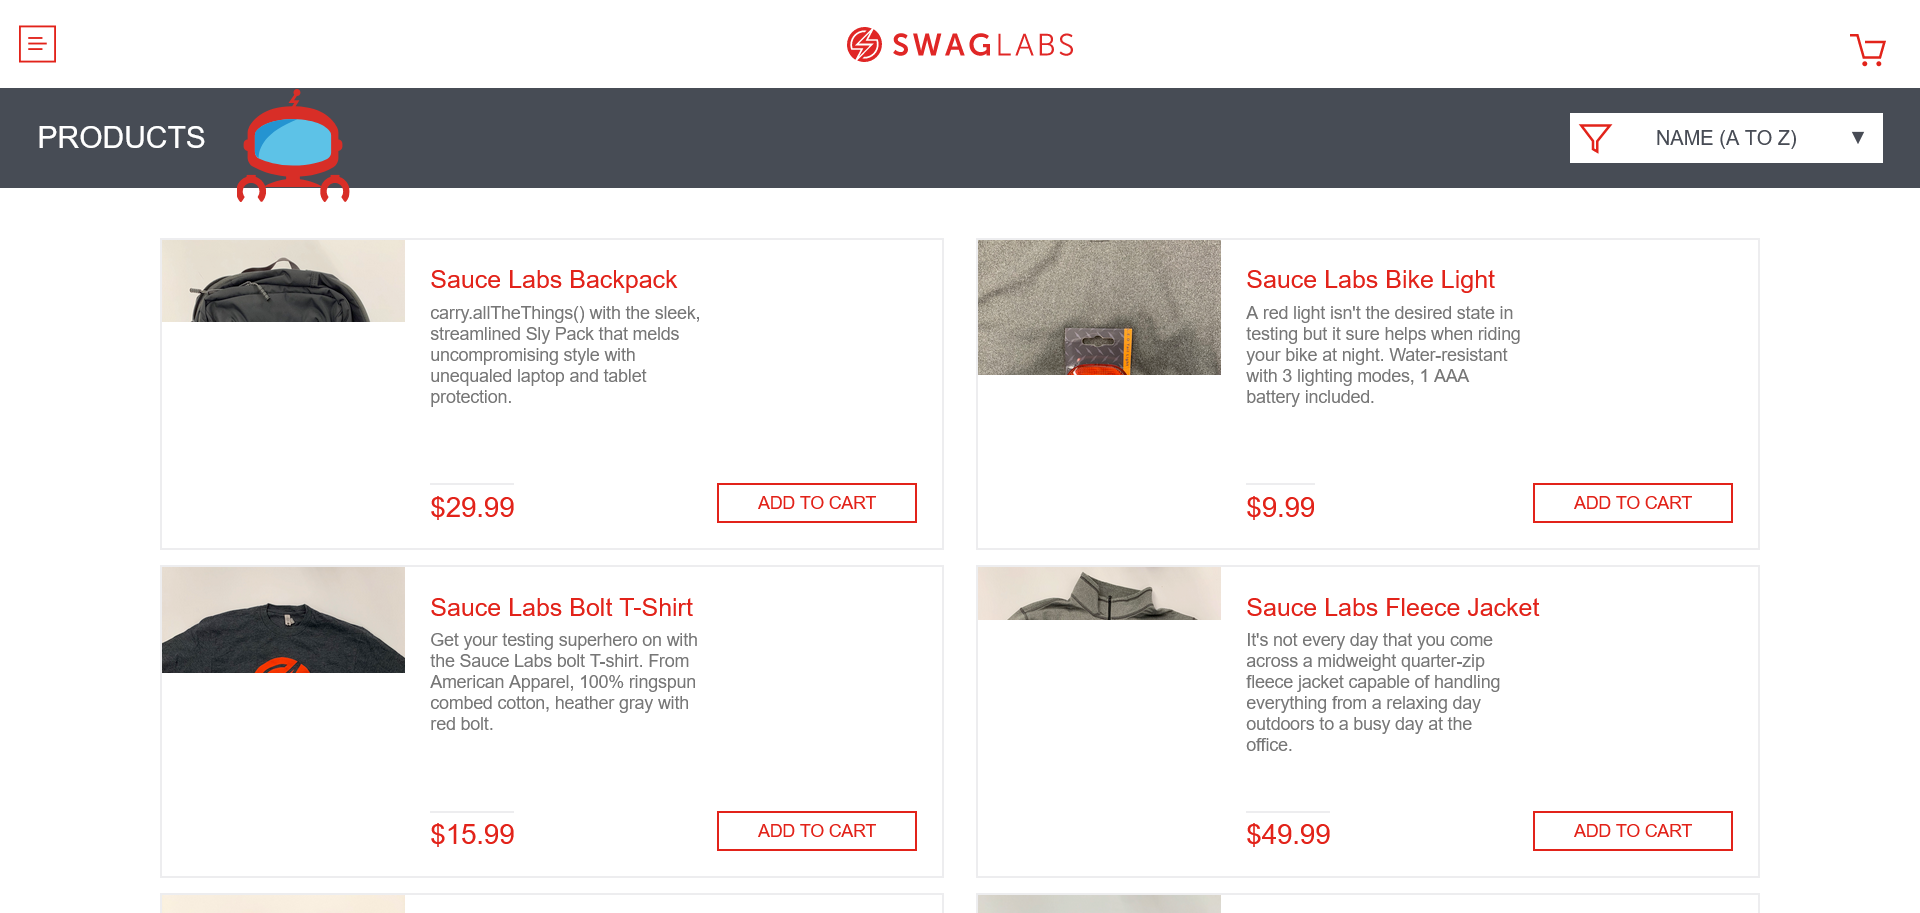 SWAGLABS
PRODUCTS
NAME (A TO Z)
Sauce Labs Backpack
carry.allTheThings() with the sleek,
streamlined Sly Pack that melds
uncompromising style with
unequaled laptop and tablet
protection.
$29.99
ADD TO CART
Sauce Labs Bike Light
A red light isn't the desired state in
testing but it sure helps when riding
your bike at night. Water-resistant
with 3 lighting modes, 1 AAA
battery included.
$9.99
ADD TO CART
Sauce Labs Bolt T-Shirt
Get your testing superhero on with
the Sauce Labs bolt T-shirt. From
American Apparel, 100% ringspun
combed cotton, heather gray with
red bolt.
$15.99
ADD TO CART
Sauce Labs Fleece Jacket
It's not every day that you come
across a midweight quarter-zip
fleece jacket capable of handling
everything from a relaxing day
outdoors to a busy day at the
office.
$49.99
ADD TO CART